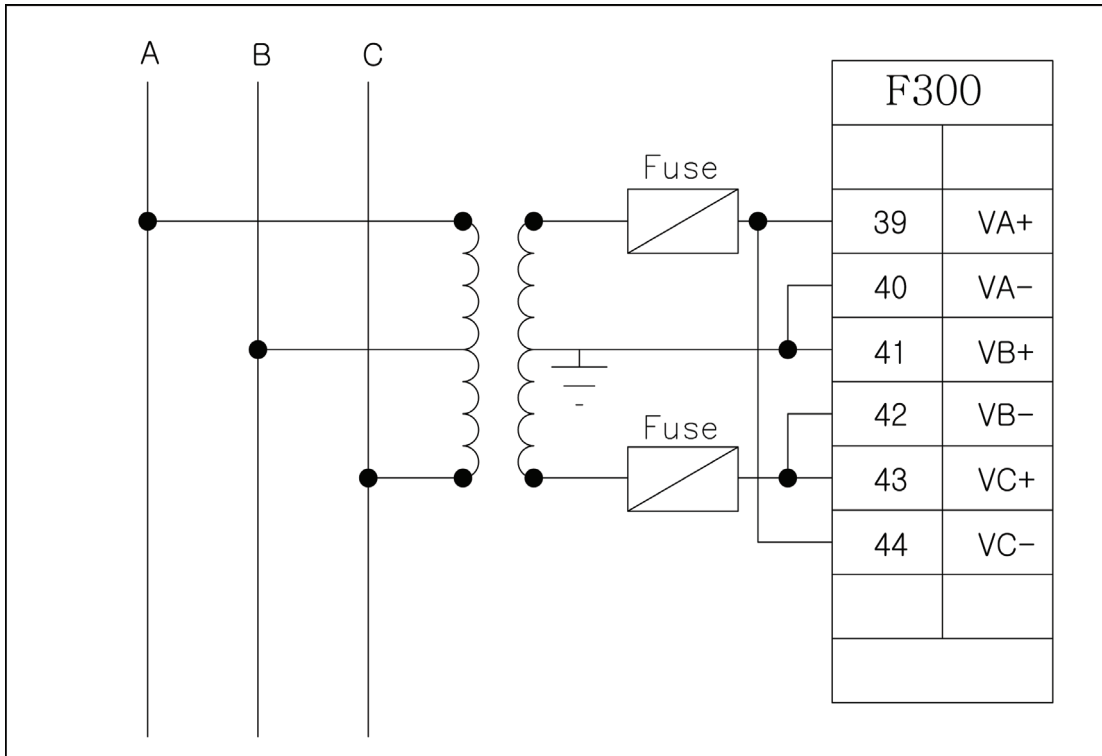 A B C
F300
Fuse
39 VA+
40 VA-
41 VB+
Fuse
42 VB-
43 VC+
44 VC-